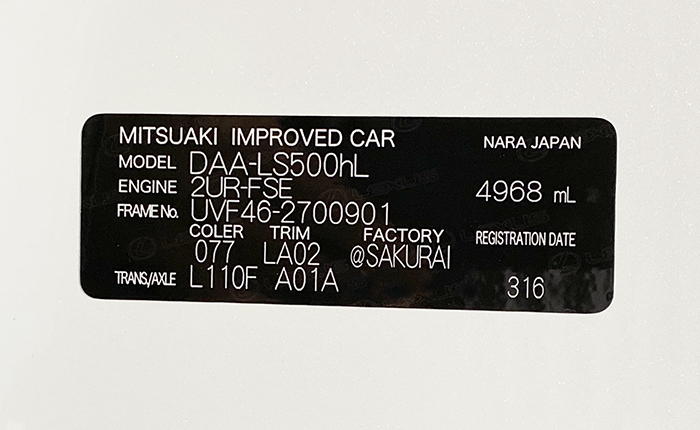 MITSUAKI IMPROVED CAR NARA JAPAN
MODEL DAA-LS500hL
ENGINE 2UR-FSE 4968 mL
FRAME No. UVF46-2700901
COLER TRIM FACTORY REGISTRATION DATE
077 LA02 @SAKURAI
TRANS./AXLE L110F A01A 316